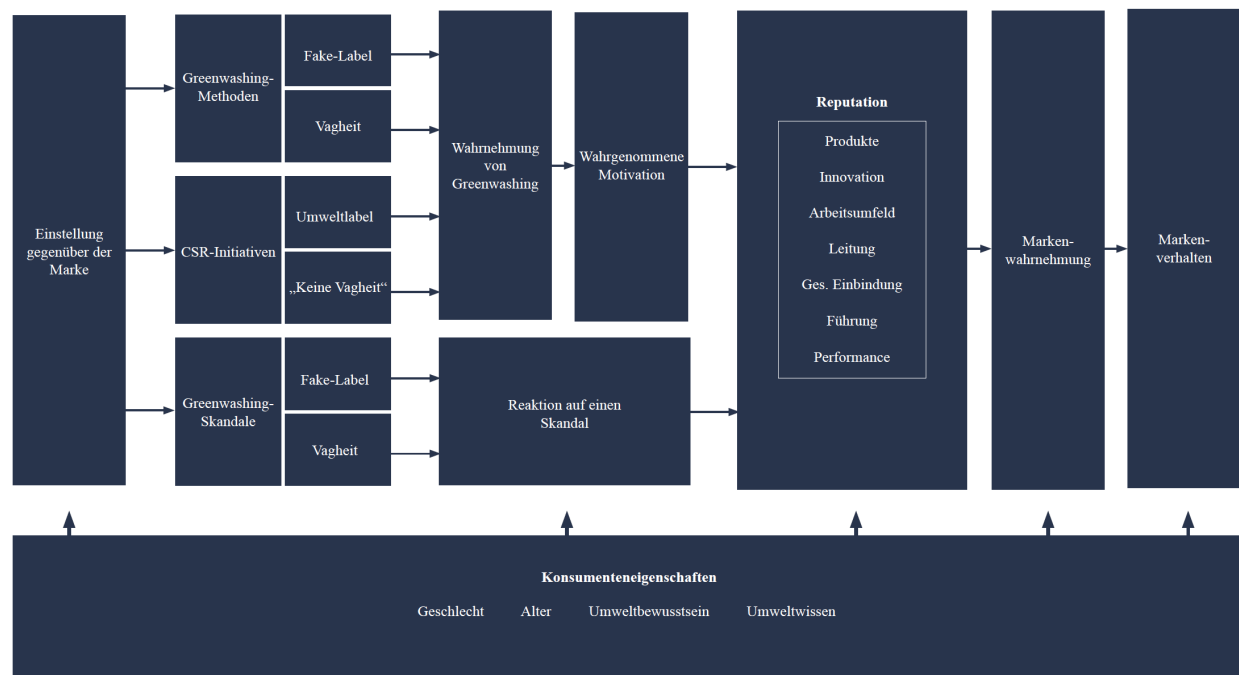 Einstellung
gegenüber der
Marke
Greenwashing-
Methoden
Fake-Label
Vagheit
CSR-Initiativen
Umweltlabel
„Keine Vagheit“
Greenwashing-
Skandale
Fake-Label
Vagheit
Wahrnehmung
von
Greenwashing
Wahrgenommene
Motivation
Reaktion auf einen
Skandal
Reputation
Produkte
Innovation
Arbeitsumfeld
Leitung
Ges. Einbindung
Führung
Performance
Marken-
wahrnehmung
Marken-
verhalten
Konsumenteneigenschaften
Geschlecht Alter Umweltbewusstsein Umweltwissen